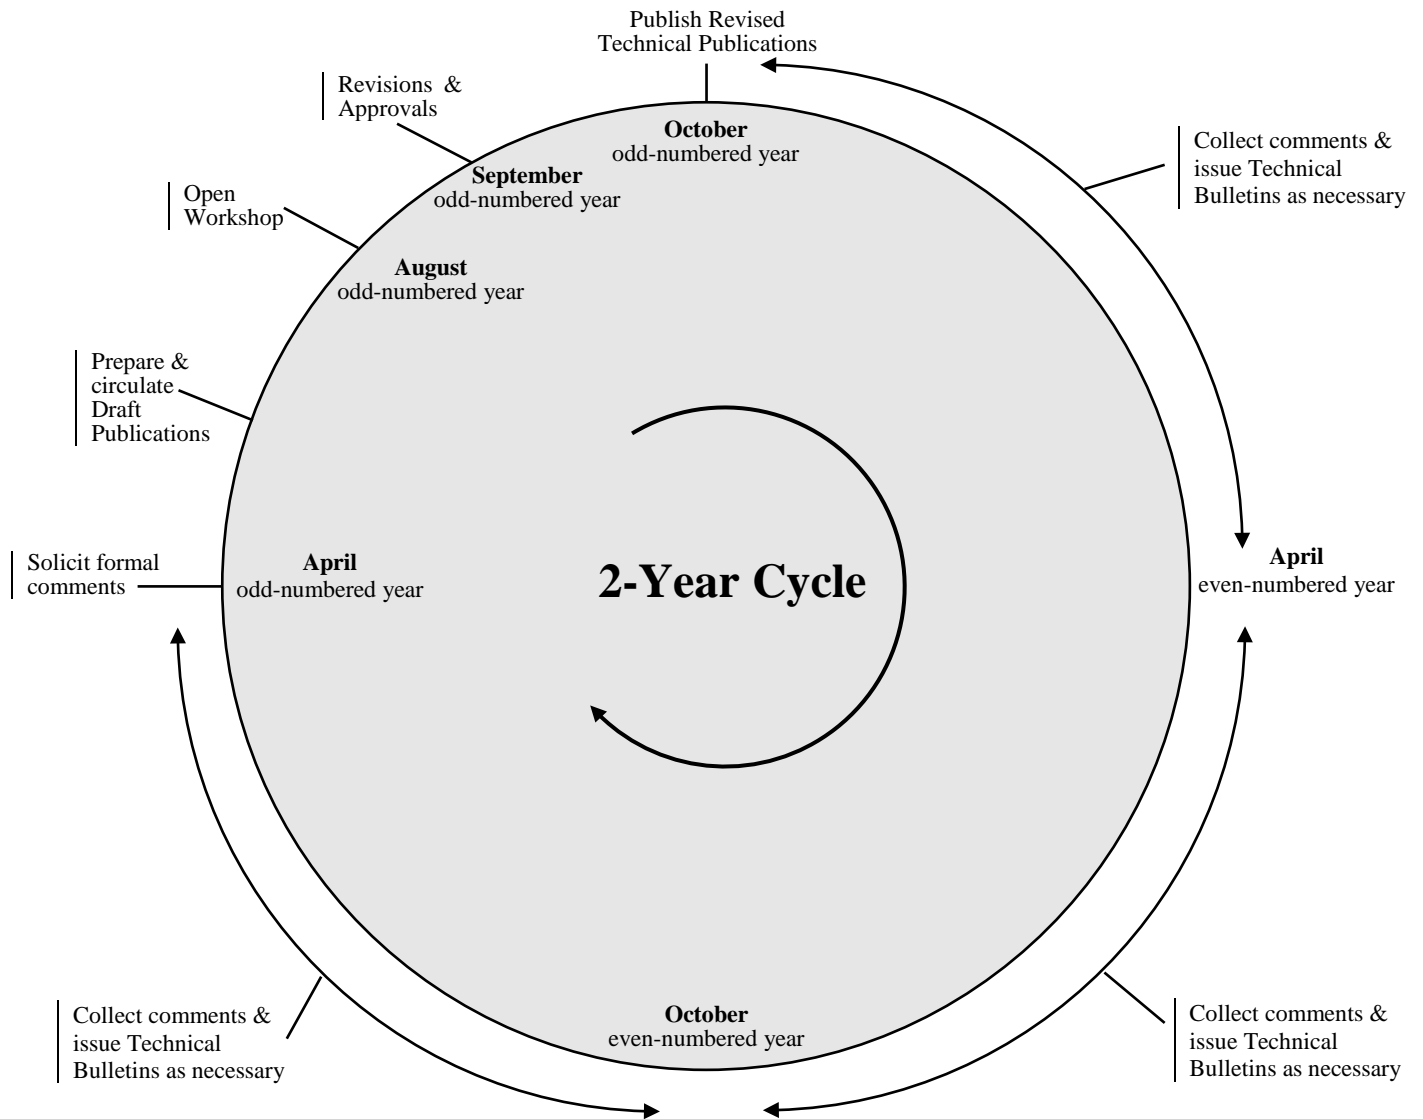 Publish Revised
Technical Publications
Revisions &
Approvals
October
odd-numbered year
Collect comments &
issue Technical
Bulletins as necessary
September
odd-numbered year
Open
Workshop
August
odd-numbered year
Prepare &
circulate
Draft
Publications
Solicit formal
comments
April
odd-numbered year
2-Year Cycle
April
even-numbered year
Collect comments &
issue Technical
Bulletins as necessary
October
even-numbered year
Collect comments &
issue Technical
Bulletins as necessary